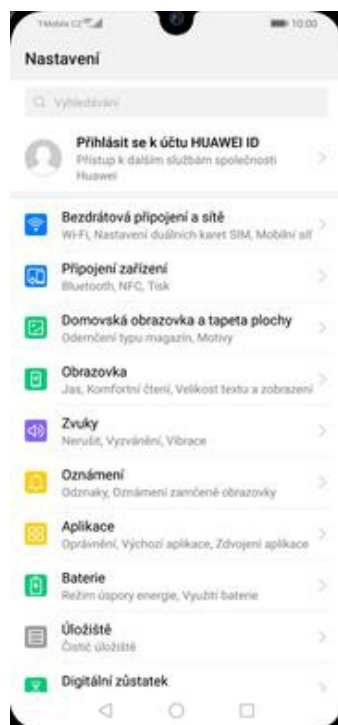 T-Mobile CZ
10:00
Nastavení
Vyhledávání
Přihlásit se k účtu HUAWEI ID
Přístup k dalším službám společnosti
Huawei
Bezdrátová připojení a sítě
Wi-Fi, Nastavení duálních karet SIM, Mobilní síť
Připojení zařízení
Bluetooth, NFC, Tisk
Domovská obrazovka a tapeta plochy
Odemčení typu magazín, Motivy
Obrazovka
Jas, Komfortní čtení, Velikost textu a zobrazení
Zvuky
Nerušit, Vyzvánění, Vibrace
Oznámení
Odznaky, Oznámení zamčené obrazovky
Aplikace
Oprávnění, Výchozí aplikace, Zdvojení aplikace
Baterie
Režim úspory energie, Využití baterie
Úložiště
Čistič úložiště
Digitální zůstatek